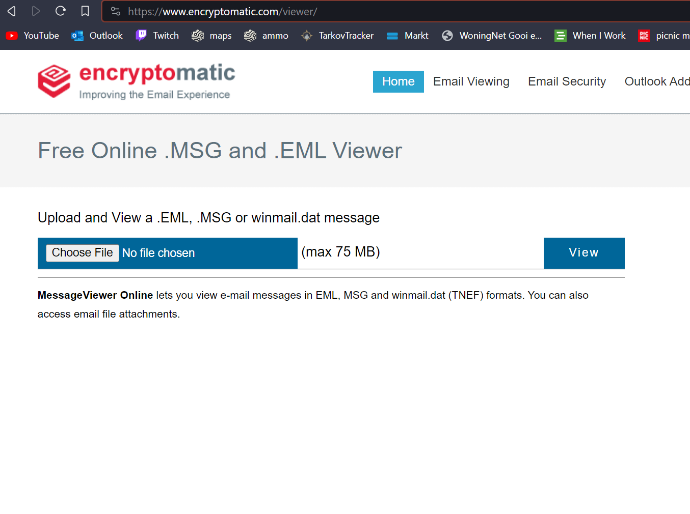 https://www.encryptomatic.com/viewer/
YouTube Outlook Twitch maps ammo TarkovTracker Markt WoningNet Gooi e... When I Work picnic m
encryptomatic
Improving the Email Experience
Home Email Viewing Email Security Outlook Add
Free Online .MSG and .EML Viewer
Upload and View a .EML, .MSG or winmail.dat message
Choose File No file chosen (max 75 MB) View
MessageViewer Online lets you view e-mail messages in EML, MSG and winmail.dat (TNEF) formats. You can also
access email file attachments.